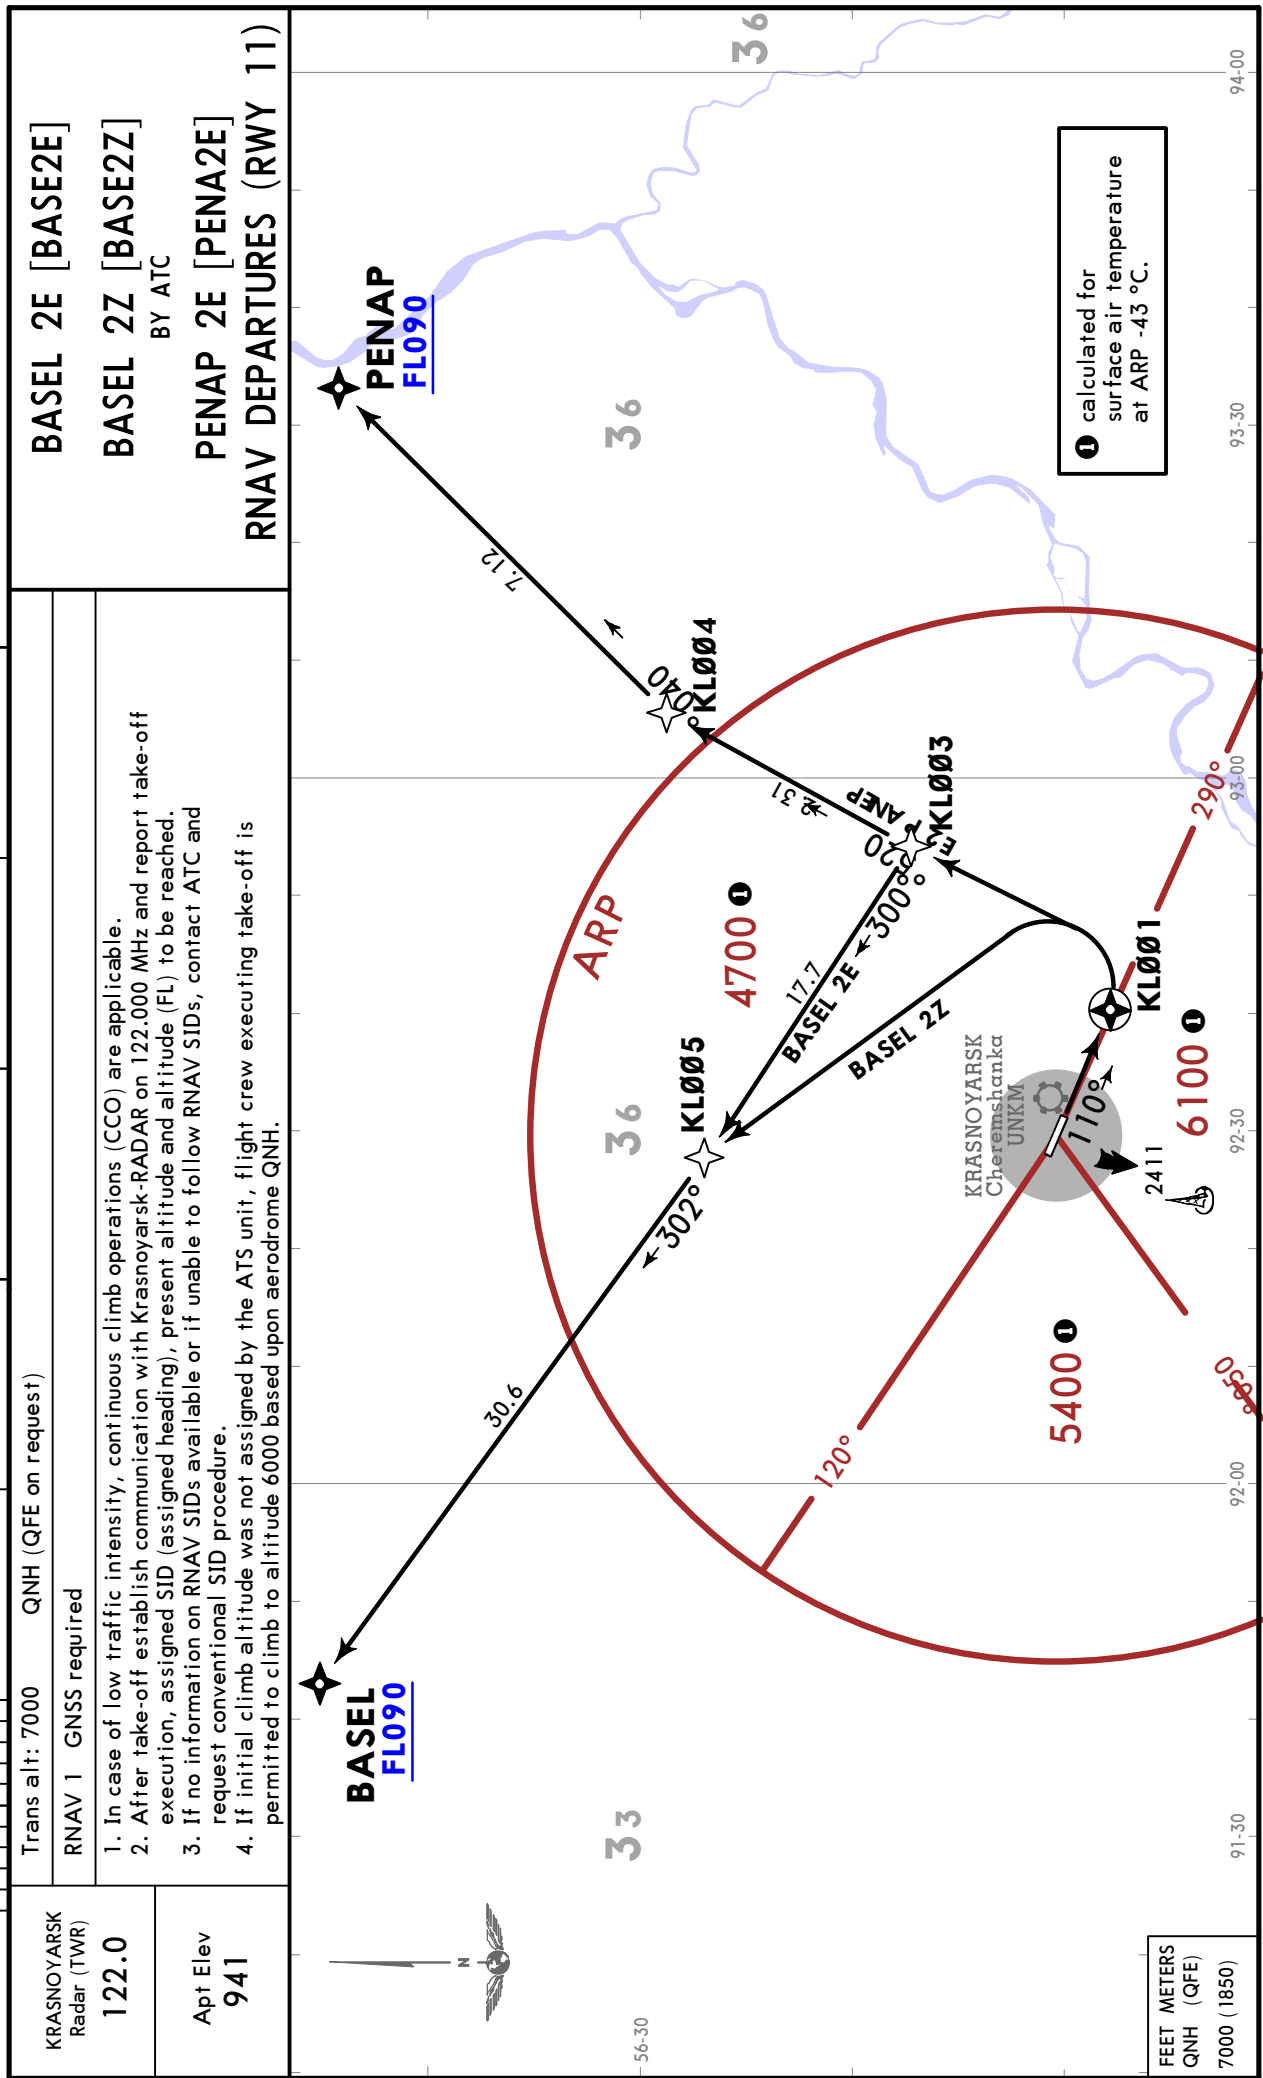 KRASNOYARSK
Radar (TWR)
122.0
Apt Elev
941
Trans alt: 7000 QNH (QFE on request)
RNAV 1 GNSS required
1. In case of low traffic intensity, continuous climb operations (CCO) are applicable.
2. After take-off establish communication with Krasnoyarsk-RADAR on 122.000 MHz and report take-off
execution, assigned SID (assigned heading), present altitude and altitude (FL) to be reached.
3. If no information on RNAV SIDs available or if unable to follow RNAV SIDs, contact ATC and
request conventional SID procedure.
4. If initial climb altitude was not assigned by the ATS unit, flight crew executing take-off is
permitted to climb to altitude 6000 based upon aerodrome QNH.
BASEL 2E [BASE2E]
BASEL 2Z [BASE2Z]
BY ATC
PENAP 2E [PENA2E]
RNAV DEPARTURES (RWY 11)
BASEL
FL090
PENAP
FL090
N
30.6
7.12
36
33
36
36
56-30
302°
KLØØ5
040°
KLØØ4
ARP
4700 1
17.7
BASEL 2E
300°
BASEL 2Z
2.31
020°
PANEP 2E
KLØØ3
120°
5400 1
KRASNOYARSK
Cheremshanka
UNKM
110°
KLØØ1
2411
6100 1
290°
050°
1 calculated for
surface air temperature
at ARP -43 °C.
FEET METERS
QNH (QFE)
7000 (1850)
91-30
92-00
92-30
93-00
93-30
94-00